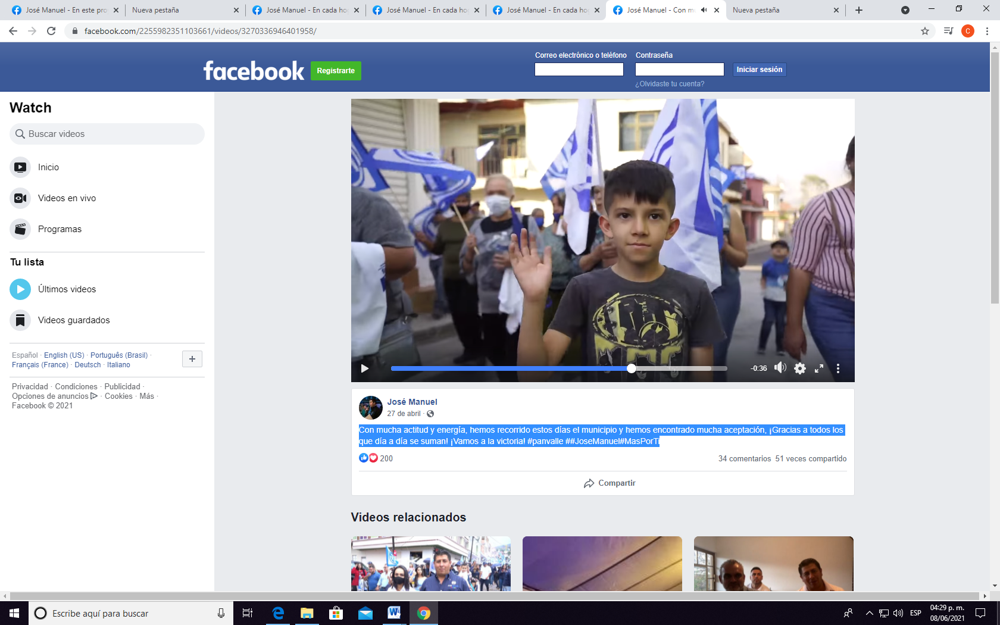 José Manuel - En este pro
Nueva pestaña
José Manuel - En cada ho
José Manuel - En cada ho
José Manuel - En cada ho
José Manuel - Con m
Nueva pestaña
facebook.com/2255982351103661/videos/3270336946401958/
C
facebook
Registrarte
Correo electrónico o teléfono
Contraseña
Iniciar sesión
¿Olvidaste tu cuenta?
Watch
Buscar videos
Inicio
Videos en vivo
Programas
Tu lista
Últimos videos
Videos guardados
Español · English (US) · Português (Brasil) ·
Français (France) · Deutsch · Italiano
Privacidad · Condiciones · Publicidad ·
Opciones de anuncios · Cookies · Más ·
Facebook © 2021
-0:36
José Manuel
27 de abril ·
Con mucha actitud y energía, hemos recorrido estos días el municipio y hemos encontrado mucha aceptación, ¡Gracias a todos los
que día a día se suman! ¡Vamos a la victoria! #panvalle ##JoseManuel#MasPorTi
200
34 comentarios 51 veces compartido
Compartir
Videos relacionados
Escribe aquí para buscar
ESP
04:29 p. m.
08/06/2021